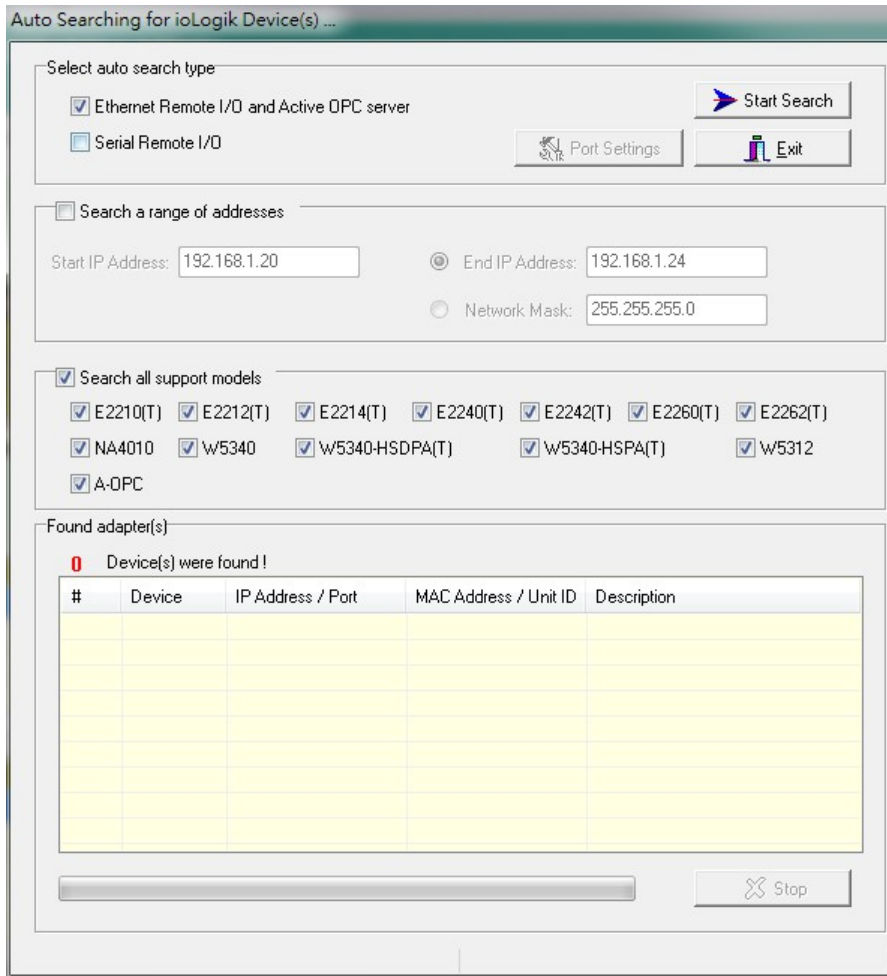 Auto Searching for ioLogik Device(s) ...
Select auto search type
Ethernet Remote I/O and Active OPC server
Start Search
Serial Remote I/O
Port Settings
Exit
Search a range of addresses
Start IP Address: 192.168.1.20
End IP Address: 192.168.1.24
Network Mask: 255.255.255.0
Search all support models
E2210(T) E2212(T) E2214(T) E2240(T) E2242(T) E2260(T) E2262(T)
NA4010 W5340 W5340-HSDPA(T) W5340-HSPA(T) W5312
A-OPC
Found adapter(s)
0 Device(s) were found !
# Device IP Address / Port MAC Address / Unit ID Description
Stop